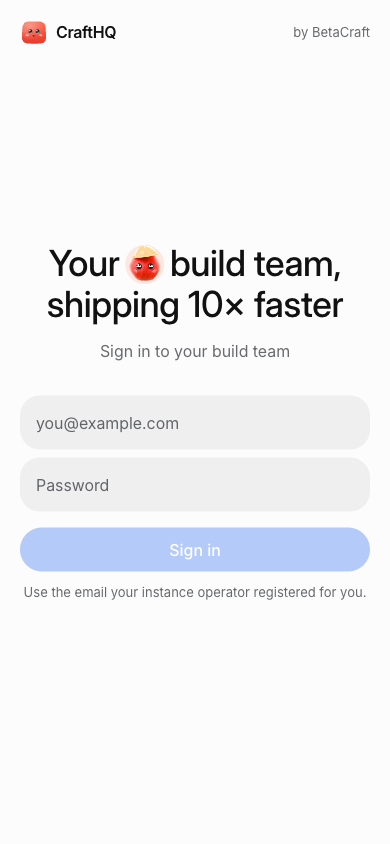 CraftHQ
by BetaCraft
Your build team,
shipping 10× faster
Sign in to your build team
you@example.com
Password
Sign in
Use the email your instance operator registered for you.